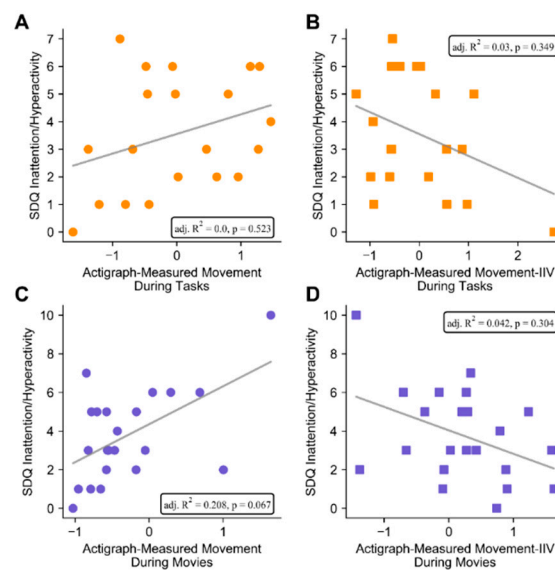 A
B
SDQ Inattention/Hyperactivity
7
6
5
4
3
2
1
0
adj. R² = 0.0, p = 0.523
−1
0
1
Actigraph-Measured Movement
During Tasks
SDQ Inattention/Hyperactivity
7
6
5
4
3
2
1
0
adj. R² = 0.03, p = 0.349
−1
0
1
2
Actigraph-Measured Movement-IIV
During Tasks
C
D
SDQ Inattention/Hyperactivity
10
8
6
4
2
0
adj. R² = 0.208, p = 0.067
−1
0
1
Actigraph-Measured Movement
During Movies
SDQ Inattention/Hyperactivity
10
8
6
4
2
0
adj. R² = 0.042, p = 0.304
−1
0
1
Actigraph-Measured Movement-IIV
During Movies